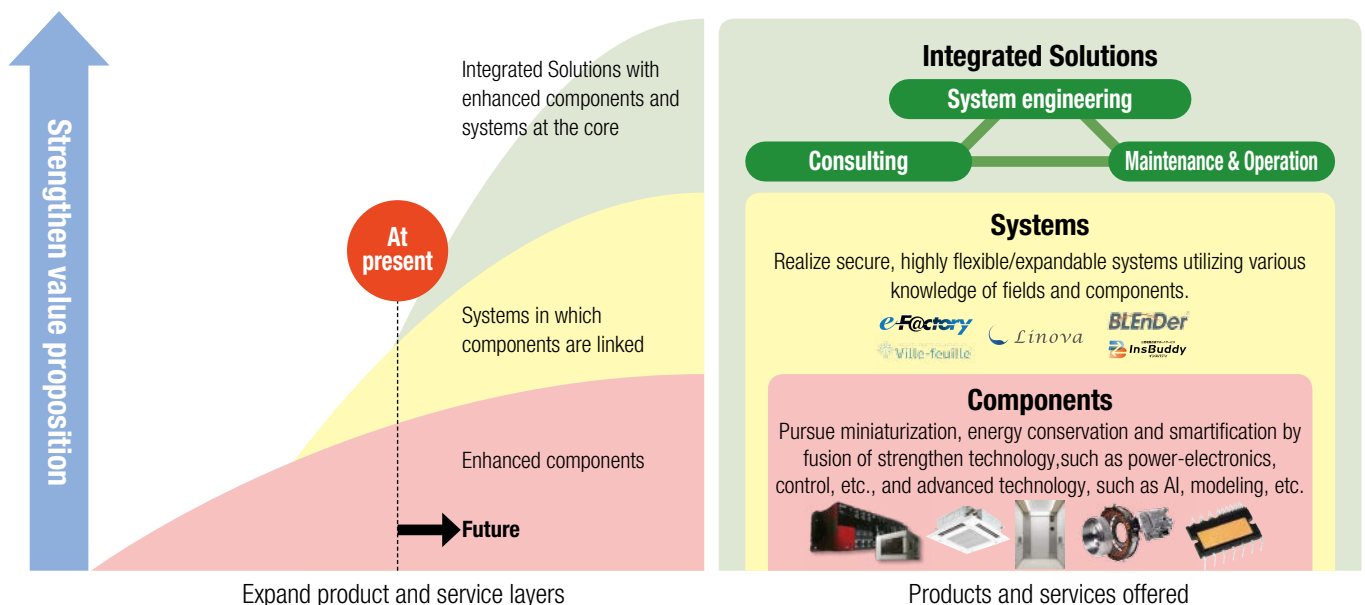 Strengthen value proposition
Integrated Solutions with
enhanced components and
systems at the core
At
present
Systems in which
components are linked
Enhanced components
Future
Expand product and service layers
Integrated Solutions
System engineering
Consulting
Maintenance & Operation
Systems
Realize secure, highly flexible/expandable systems utilizing various
knowledge of fields and components.
e-F@ctory
Linova
BLEnDer®
Ville-feuille
InsBuddy
Components
Pursue miniaturization, energy conservation and smartification by
fusion of strengthen technology,such as power-electronics,
control, etc., and advanced technology, such as AI, modeling, etc.
Products and services offered